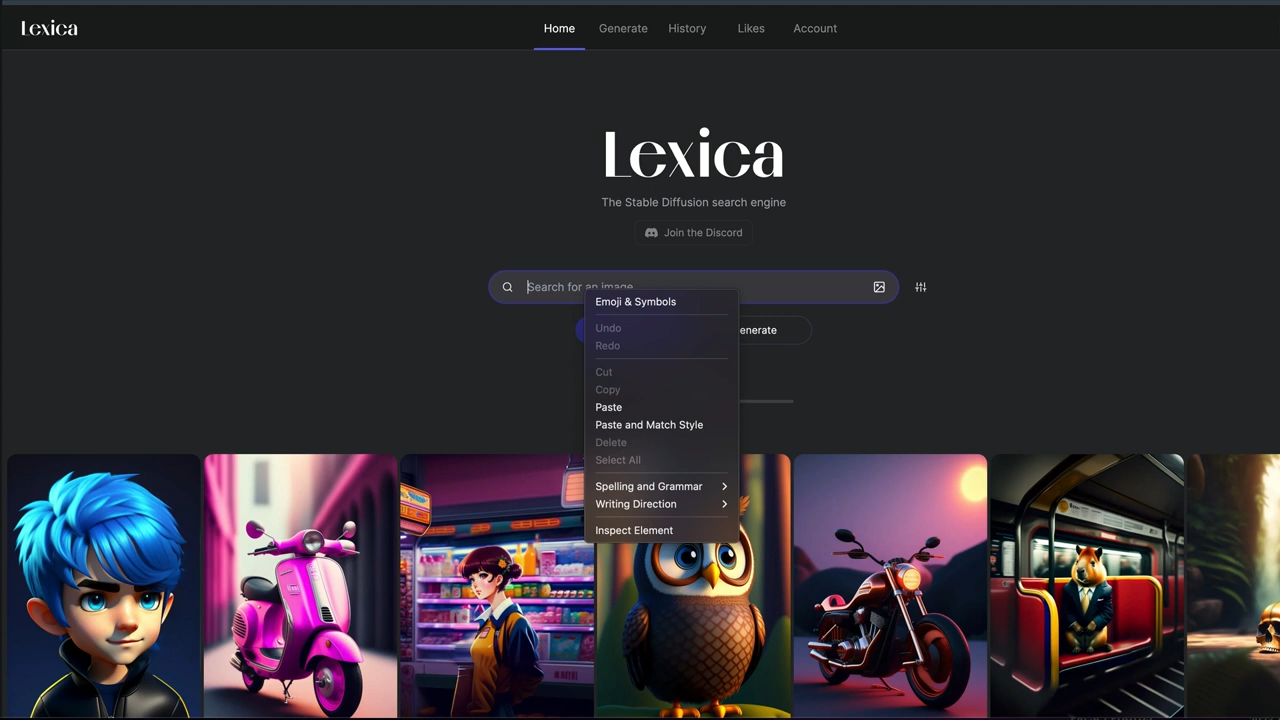 Lexica
Home Generate History Likes Account
Lexica
The Stable Diffusion search engine
Join the Discord
Search for an image
enerate
Emoji & Symbols
Undo
Redo
Cut
Copy
Paste
Paste and Match Style
Delete
Select All
Spelling and Grammar
Writing Direction
Inspect Element